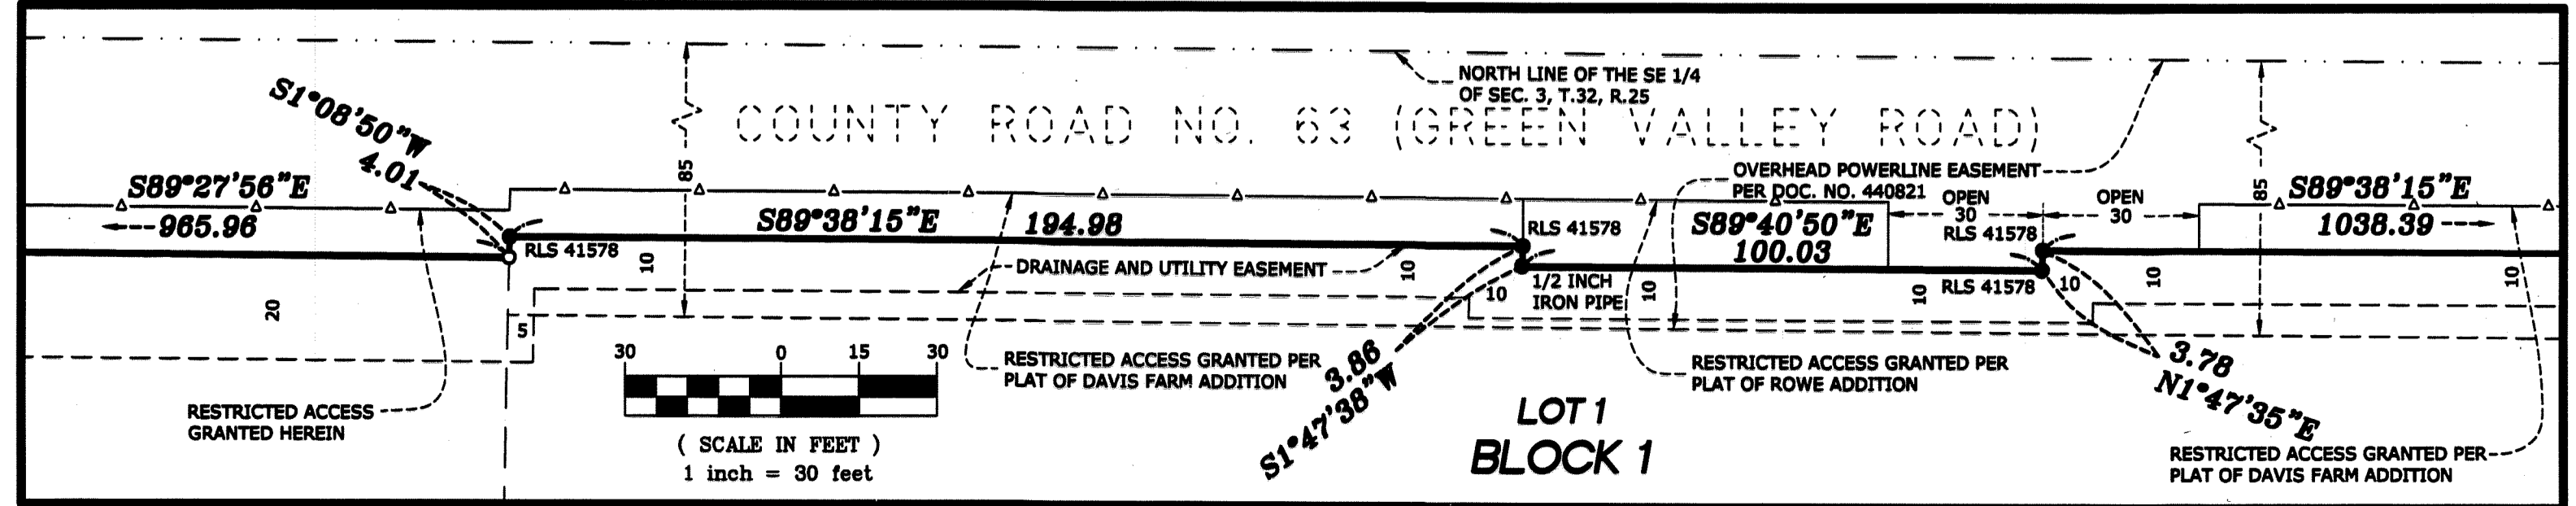 NORTH LINE OF THE SE 1/4
OF SEC. 3, T.32, R.25
COUNTY ROAD NO. 63 (GREEN VALLEY ROAD)
S1°08'50"W
4.01
S89°27'56"E
965.96
85
S89°38'15"E 194.98
RLS 41578
10
DRAINAGE AND UTILITY EASEMENT
10
OVERHEAD POWERLINE EASEMENT
PER DOC. NO. 440821
RLS 41578
S89°40'50"E
100.03
OPEN
30
RLS 41578
OPEN
30
85
S89°38'15"E
1038.39
20
5
10
1/2 INCH
IRON PIPE
10
10
RLS 41578
10
10
10
30 0 15 30
( SCALE IN FEET )
1 inch = 30 feet
RESTRICTED ACCESS
GRANTED HEREIN
RESTRICTED ACCESS GRANTED PER
PLAT OF DAVIS FARM ADDITION
3.86
S1°47'38"W
RESTRICTED ACCESS GRANTED PER
PLAT OF ROWE ADDITION
LOT 1
BLOCK 1
3.78
N1°47'35"E
RESTRICTED ACCESS GRANTED PER
PLAT OF DAVIS FARM ADDITION